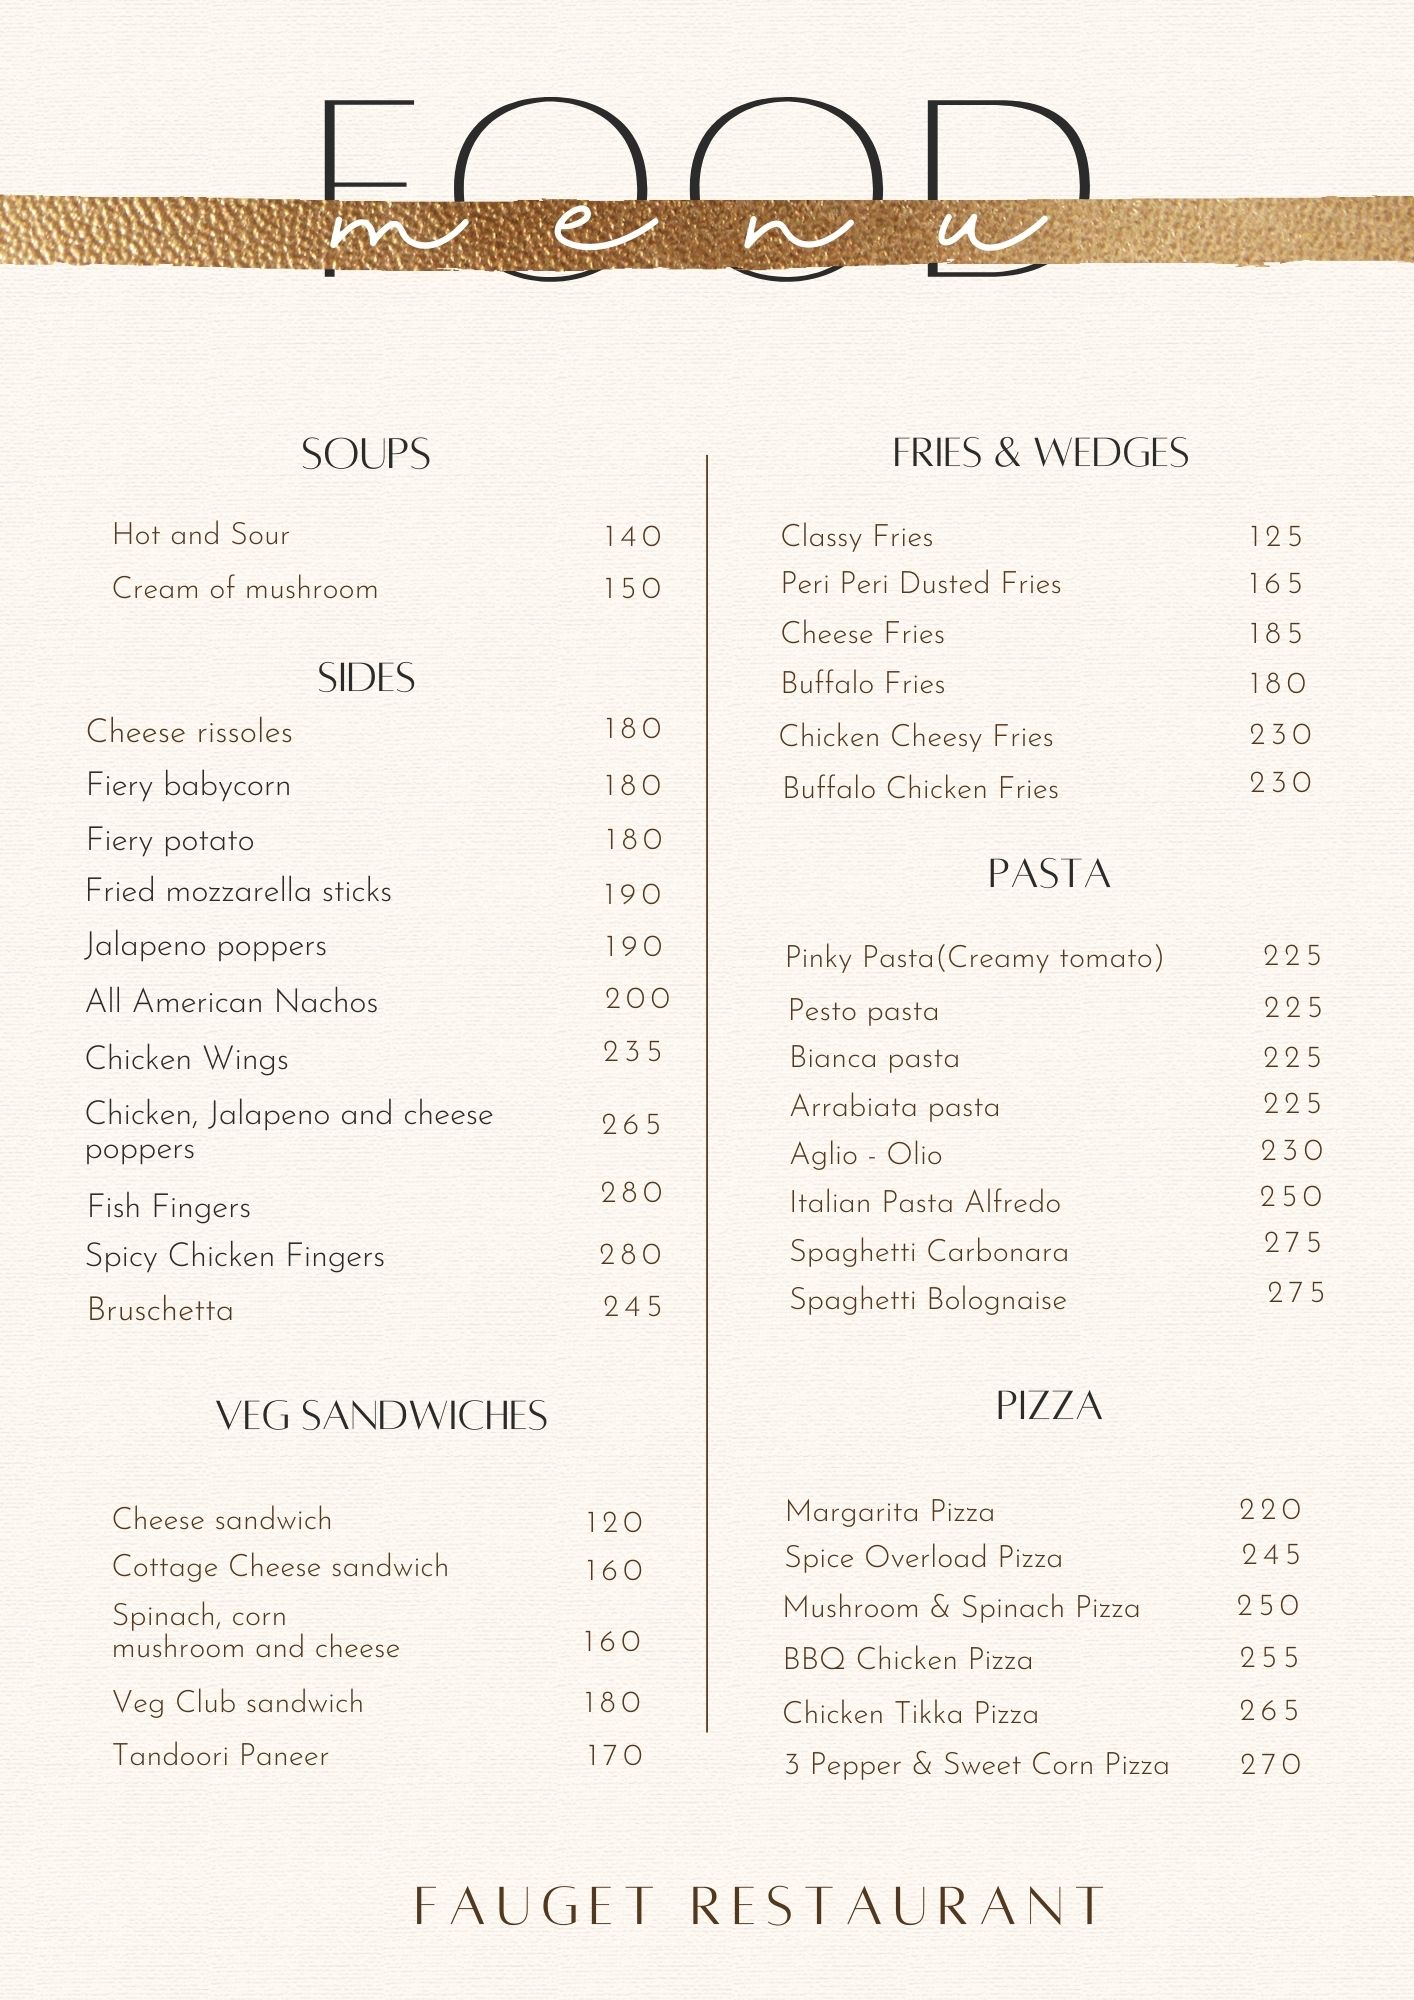 FOOD
menu
SOUPS
Hot and Sour 140
Cream of mushroom 150
SIDES
Cheese rissoles 180
Fiery babycorn 180
Fiery potato 180
Fried mozzarella sticks 190
Jalapeno poppers 190
All American Nachos 200
Chicken Wings 235
Chicken, Jalapeno and cheese
poppers 265
Fish Fingers 280
Spicy Chicken Fingers 280
Bruschetta 245
VEG SANDWICHES
Cheese sandwich 120
Cottage Cheese sandwich 160
Spinach, corn
mushroom and cheese 160
Veg Club sandwich 180
Tandoori Paneer 170
FRIES & WEDGES
Classy Fries 125
Peri Peri Dusted Fries 165
Cheese Fries 185
Buffalo Fries 180
Chicken Cheesy Fries 230
Buffalo Chicken Fries 230
PASTA
Pinky Pasta(Creamy tomato) 225
Pesto pasta 225
Bianca pasta 225
Arrabiata pasta 225
Aglio - Olio 230
Italian Pasta Alfredo 250
Spaghetti Carbonara 275
Spaghetti Bolognaise 275
PIZZA
Margarita Pizza 220
Spice Overload Pizza 245
Mushroom & Spinach Pizza 250
BBQ Chicken Pizza 255
Chicken Tikka Pizza 265
3 Pepper & Sweet Corn Pizza 270
FAUGET RESTAURANT